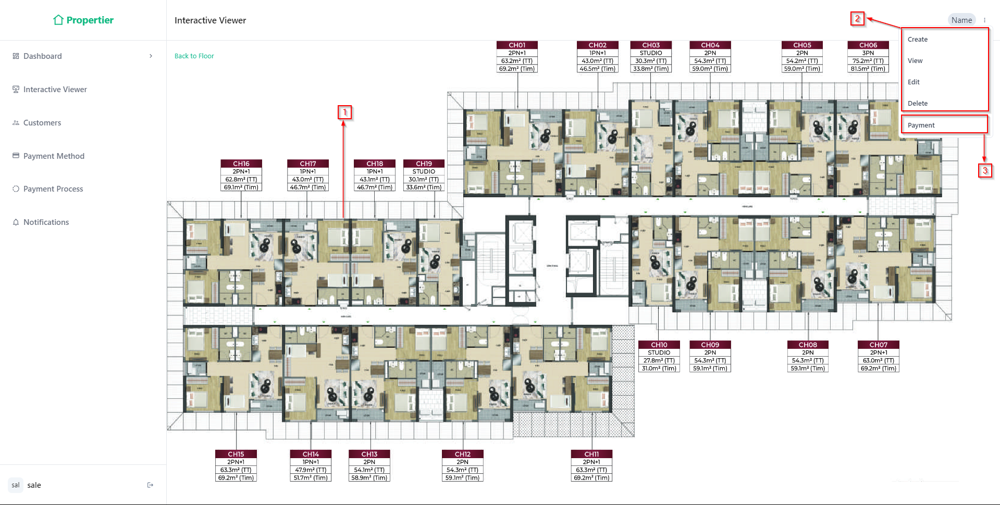 Propertier
Interactive Viewer
2
Name
Create
View
Edit
Delete
Payment
3
Dashboard
Interactive Viewer
Customers
Payment Method
Payment Process
Notifications
sal
sale
Back to Floor
1
CH01
2PN+1
63.2m² (TT)
69.2m² (Tim)
CH02
1PN+1
43.0m² (TT)
46.5m² (Tim)
CH03
STUDIO
30.3m² (TT)
33.8m² (Tim)
CH04
2PN
54.3m² (TT)
59.0m² (Tim)
CH05
2PN
54.2m² (TT)
59.0m² (Tim)
CH06
3PN
75.2m² (TT)
81.5m² (Tim)
CH16
2PN+1
62.8m² (TT)
69.1m² (Tim)
CH17
1PN+1
43.0m² (TT)
46.7m² (Tim)
CH18
1PN+1
43.1m² (TT)
46.7m² (Tim)
CH19
STUDIO
30.1m² (TT)
33.6m² (Tim)
CH10
STUDIO
27.8m² (TT)
31.0m² (Tim)
CH09
2PN
54.3m² (TT)
59.1m² (Tim)
CH08
2PN
54.3m² (TT)
59.1m² (Tim)
CH07
2PN+1
63.0m² (TT)
69.2m² (Tim)
CH15
2PN+1
63.3m² (TT)
69.2m² (Tim)
CH14
1PN+1
47.9m² (TT)
51.7m² (Tim)
CH13
2PN
54.1m² (TT)
58.9m² (Tim)
CH12
2PN
54.3m² (TT)
59.1m² (Tim)
CH11
2PN+1
63.3m² (TT)
69.2m² (Tim)